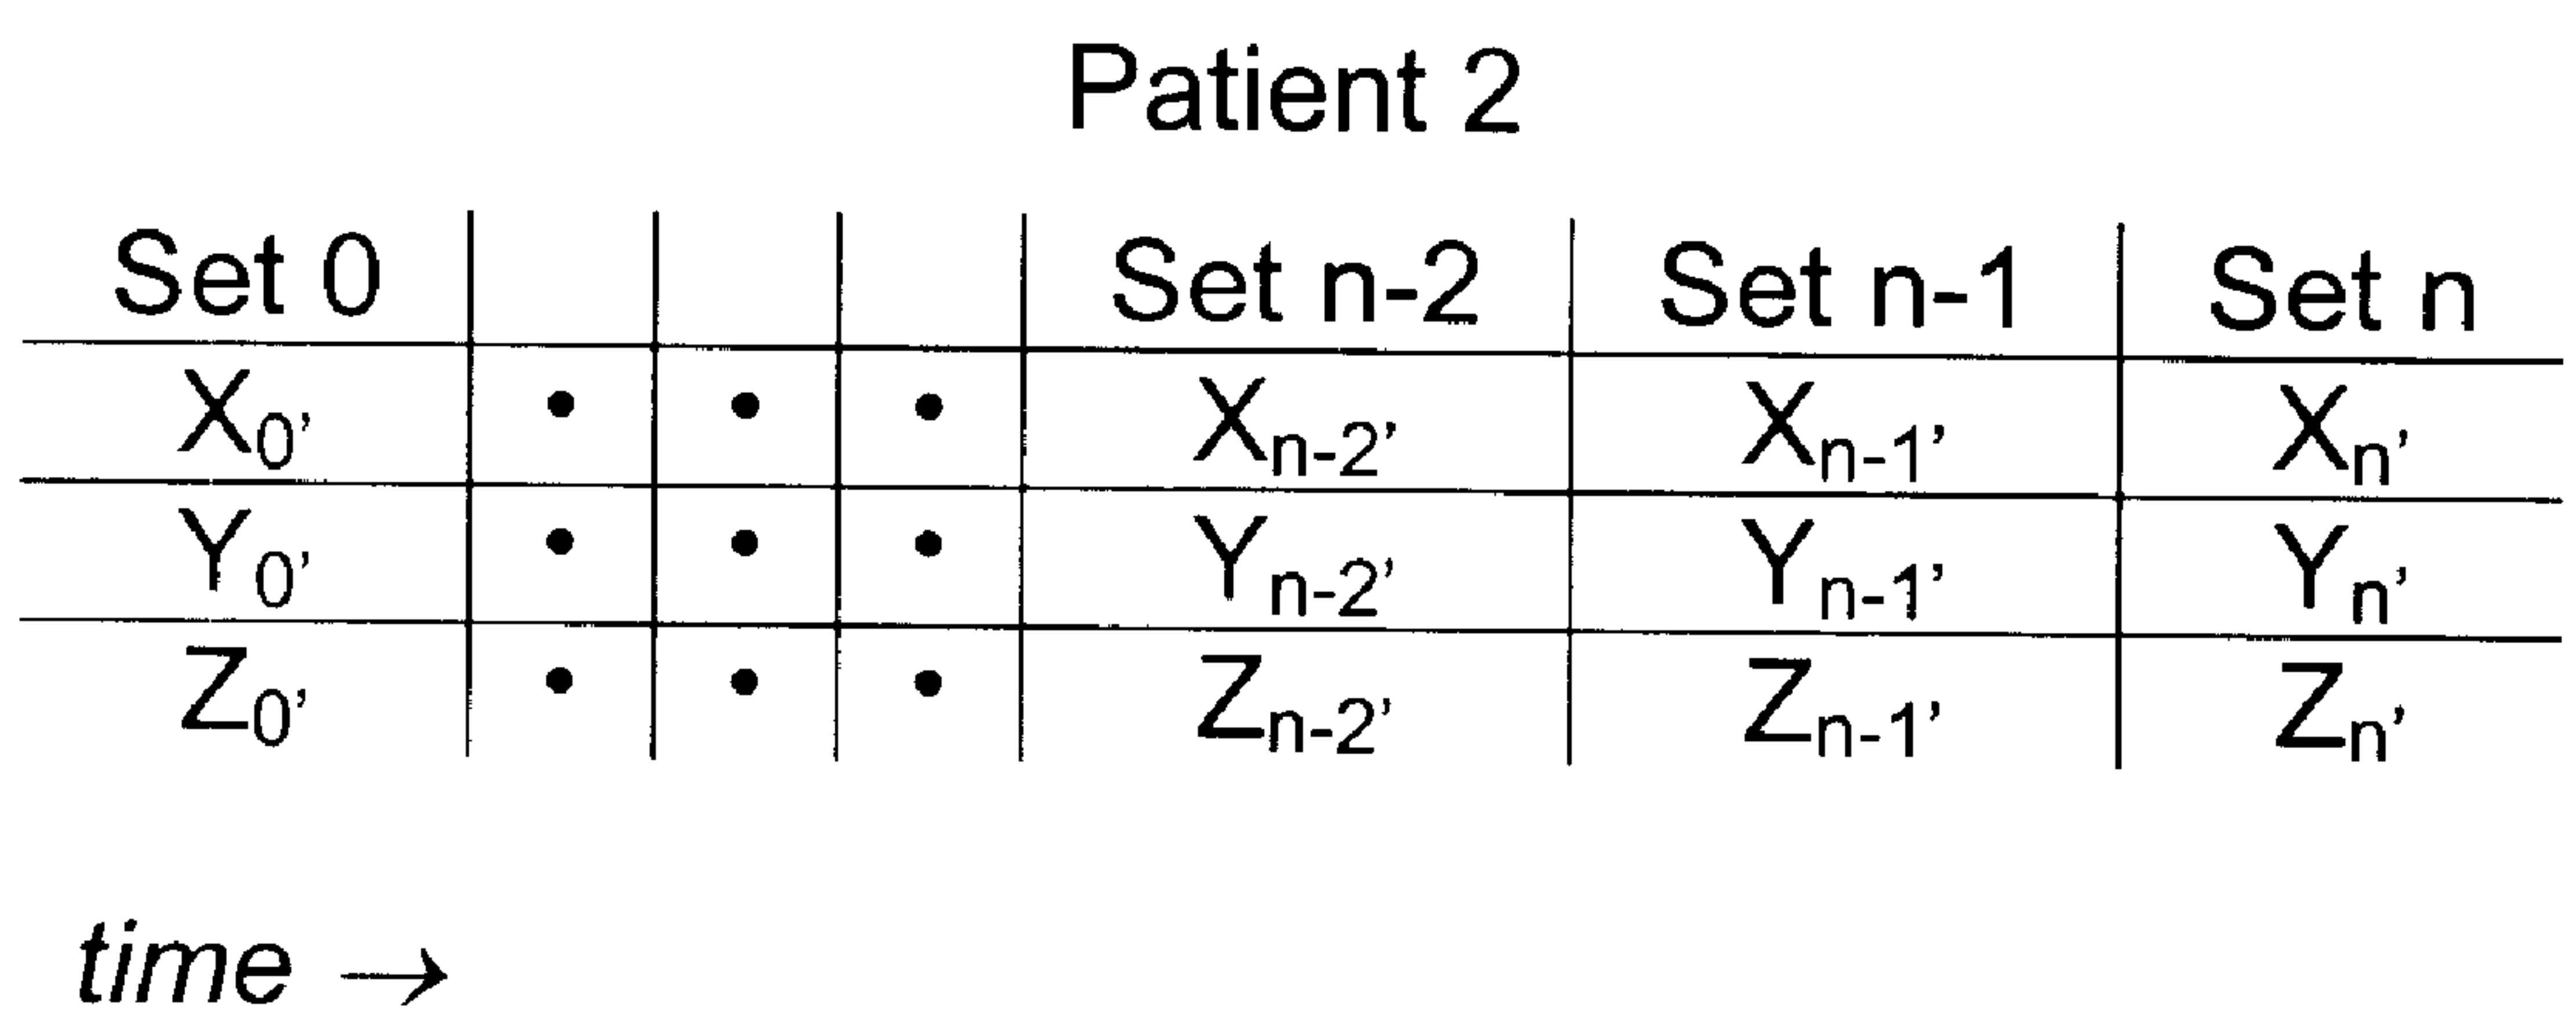 Patient 2
Set 0 Set n-2 Set n-1 Set n
X0' • • • Xn-2' Xn-1' Xn'
Y0' • • • Yn-2' Yn-1' Yn'
Z0' • • • Zn-2' Zn-1' Zn'
time →